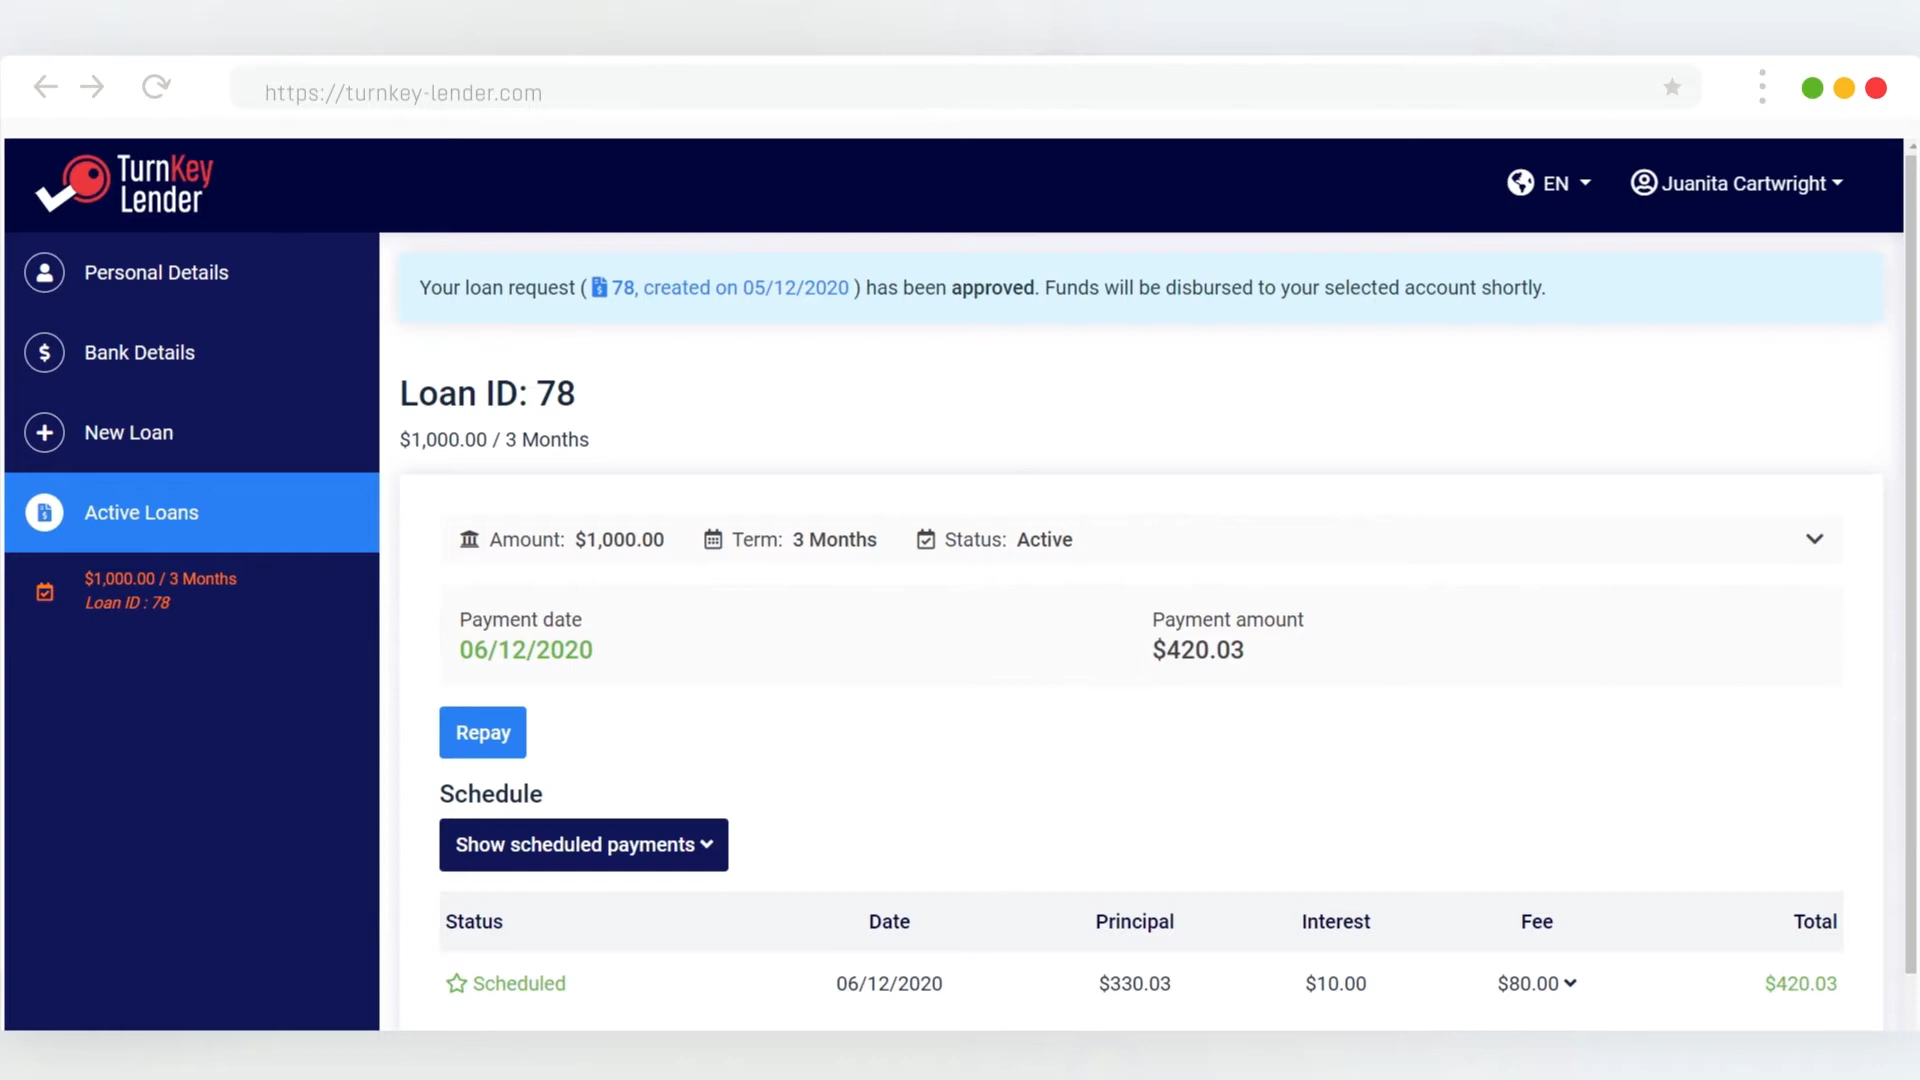 https://turnkey-lender.com
TurnKey
Lender
EN
Juanita Cartwright
Personal Details
Bank Details
New Loan
Active Loans
$1,000.00 / 3 Months
Loan ID : 78
Your loan request ( 78, created on 05/12/2020 ) has been approved. Funds will be disbursed to your selected account shortly.
Loan ID: 78
$1,000.00 / 3 Months
Amount: $1,000.00 Term: 3 Months Status: Active
Payment date
06/12/2020
Payment amount
$420.03
Repay
Schedule
Show scheduled payments
Status Date Principal Interest Fee Total
Scheduled 06/12/2020 $330.03 $10.00 $80.00 $420.03